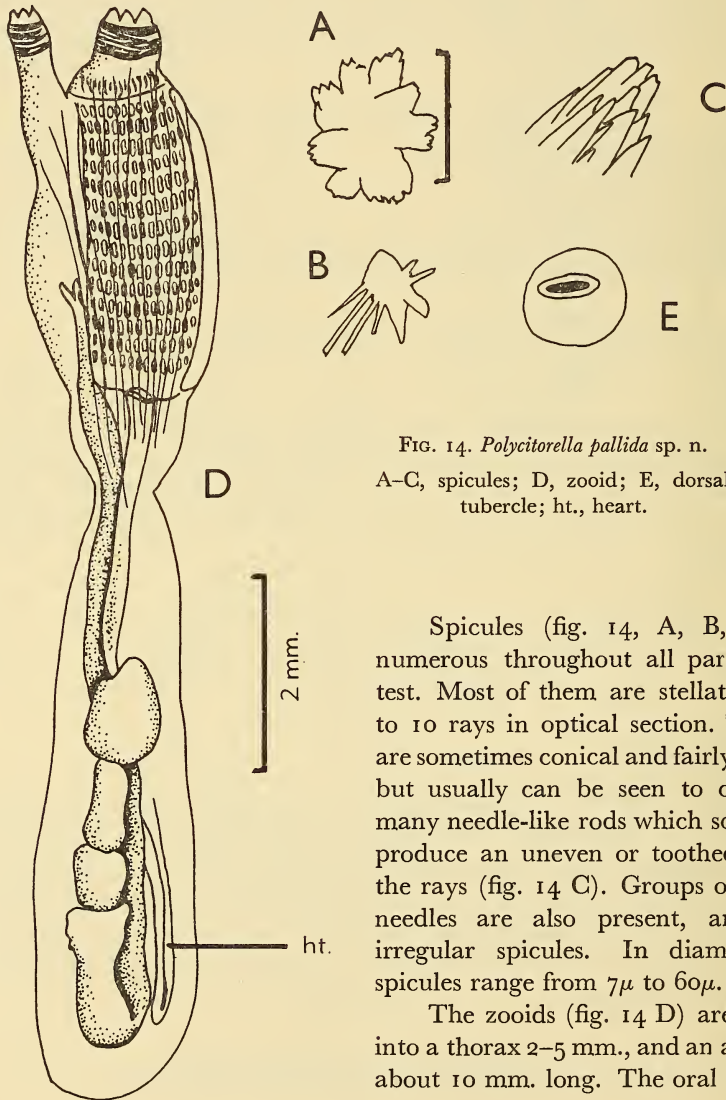 A
C
B
E
D
2 mm.
ht.
FIG. 14. Polycitorella pallida sp. n.
A–C, spicules; D, zooid; E, dorsal
tubercle; ht., heart.
Spicules (fig. 14, A, B,
numerous throughout all par
test. Most of them are stellat
to 10 rays in optical section.
are sometimes conical and fairly
but usually can be seen to
many needle-like rods which so
produce an uneven or toothe
the rays (fig. 14 C). Groups o
needles are also present, a
irregular spicules. In diam
spicules range from 7μ to 60μ.
The zooids (fig. 14 D) are
into a thorax 2–5 mm., and an a
about 10 mm. long. The oral